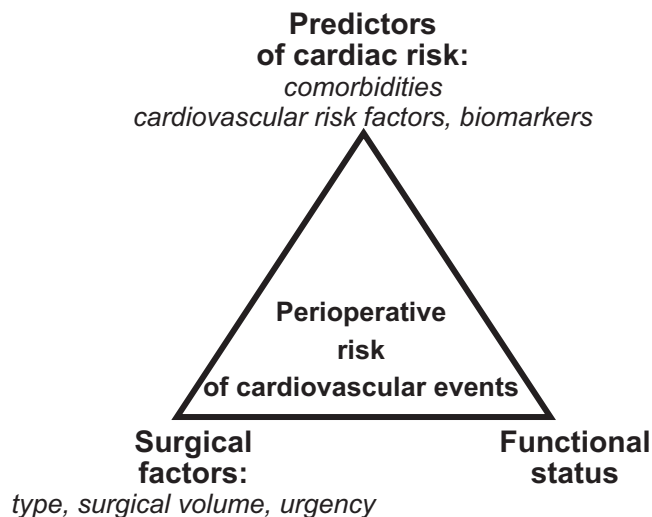 Predictors
of cardiac risk:
comorbidities
cardiovascular risk factors, biomarkers
Perioperative
risk
of cardiovascular events
Surgical
factors:
type, surgical volume, urgency
Functional
status